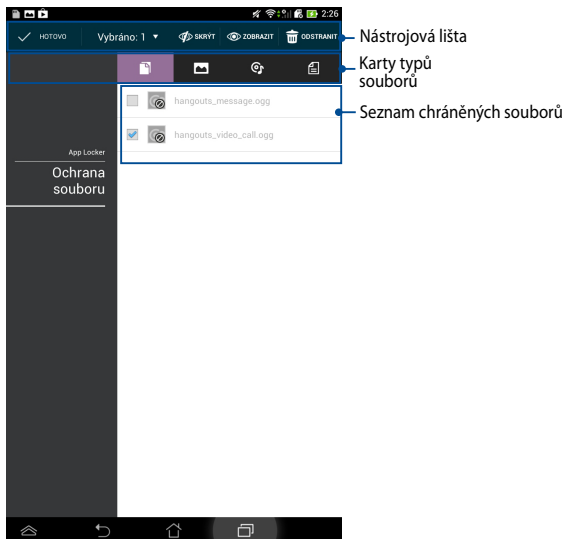 2:26
HOTOVO Vybráno: 1 SKRÝT ZOBRAZIT ODSTRANIT
Nástrojová lišta
Karty typů
souborů
hangouts_message.ogg
Seznam chráněných souborů
hangouts_video_call.ogg
App Locker
Ochrana
souboru